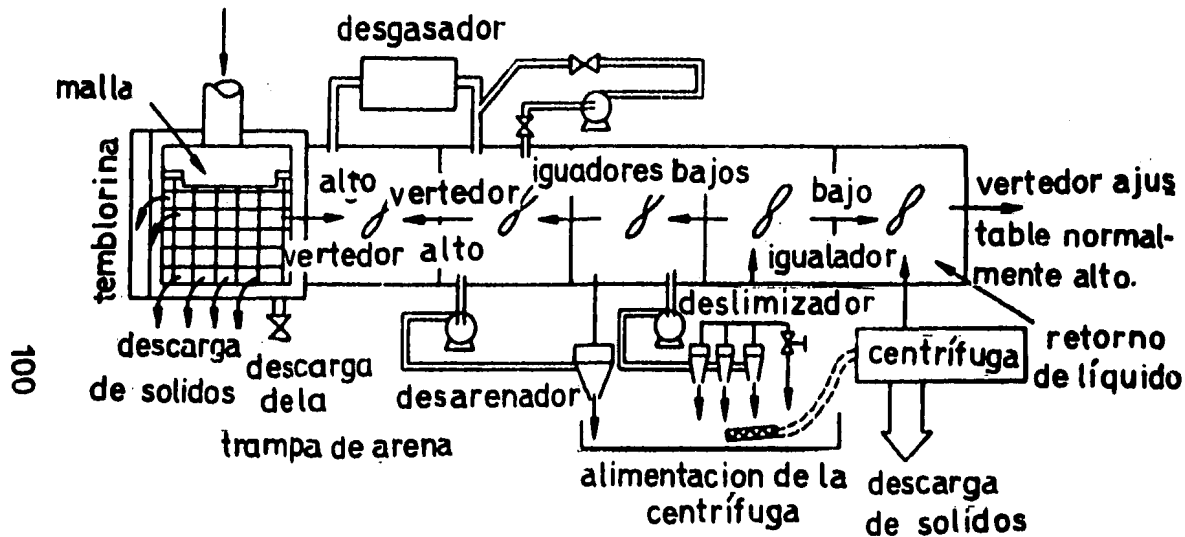 desgasador
malla
temblorina
alto
vertedor
iguadores bajos
bajo
vertedor ajus
table normal-
mente alto.
vertedor alto
igualador
deslimizador
descarga
de solidos
descarga
dela
trampa de arena
desarenador
centrífuga
retorno
de líquido
alimentacion de la
centrífuga
descarga
de solídos
100